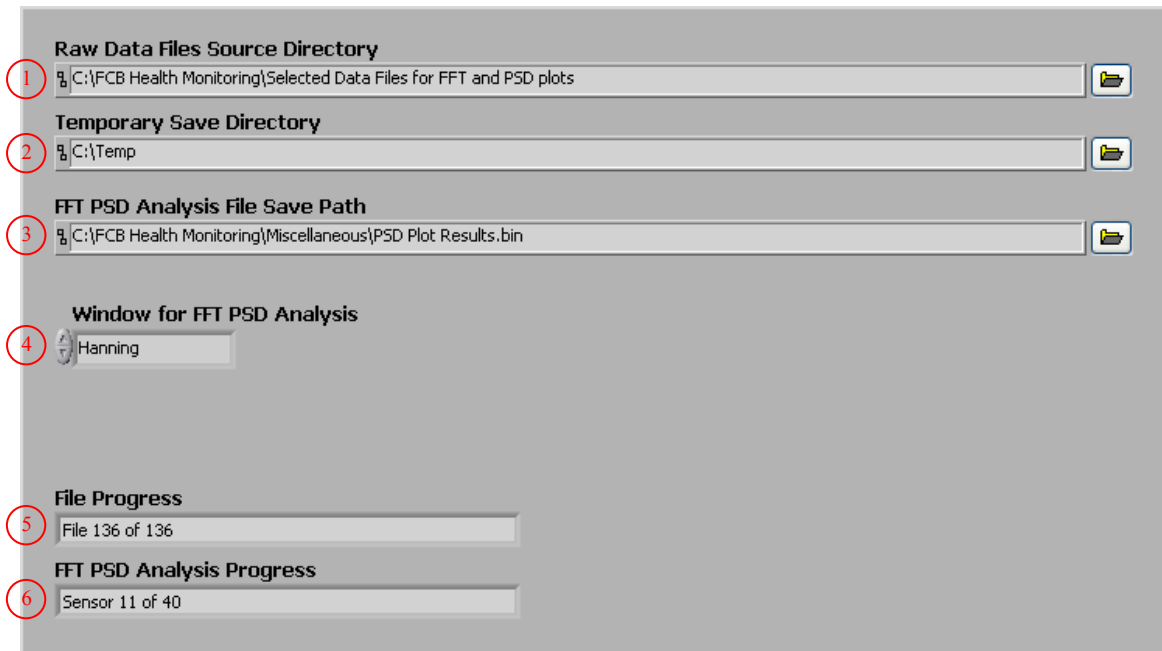 Raw Data Files Source Directory
1 C:\FCB Health Monitoring\Selected Data Files for FFT and PSD plots
Temporary Save Directory
2 C:\Temp
FFT PSD Analysis File Save Path
3 C:\FCB Health Monitoring\Miscellaneous\PSD Plot Results.bin
Window for FFT PSD Analysis
4 Hanning
File Progress
5 File 136 of 136
FFT PSD Analysis Progress
6 Sensor 11 of 40